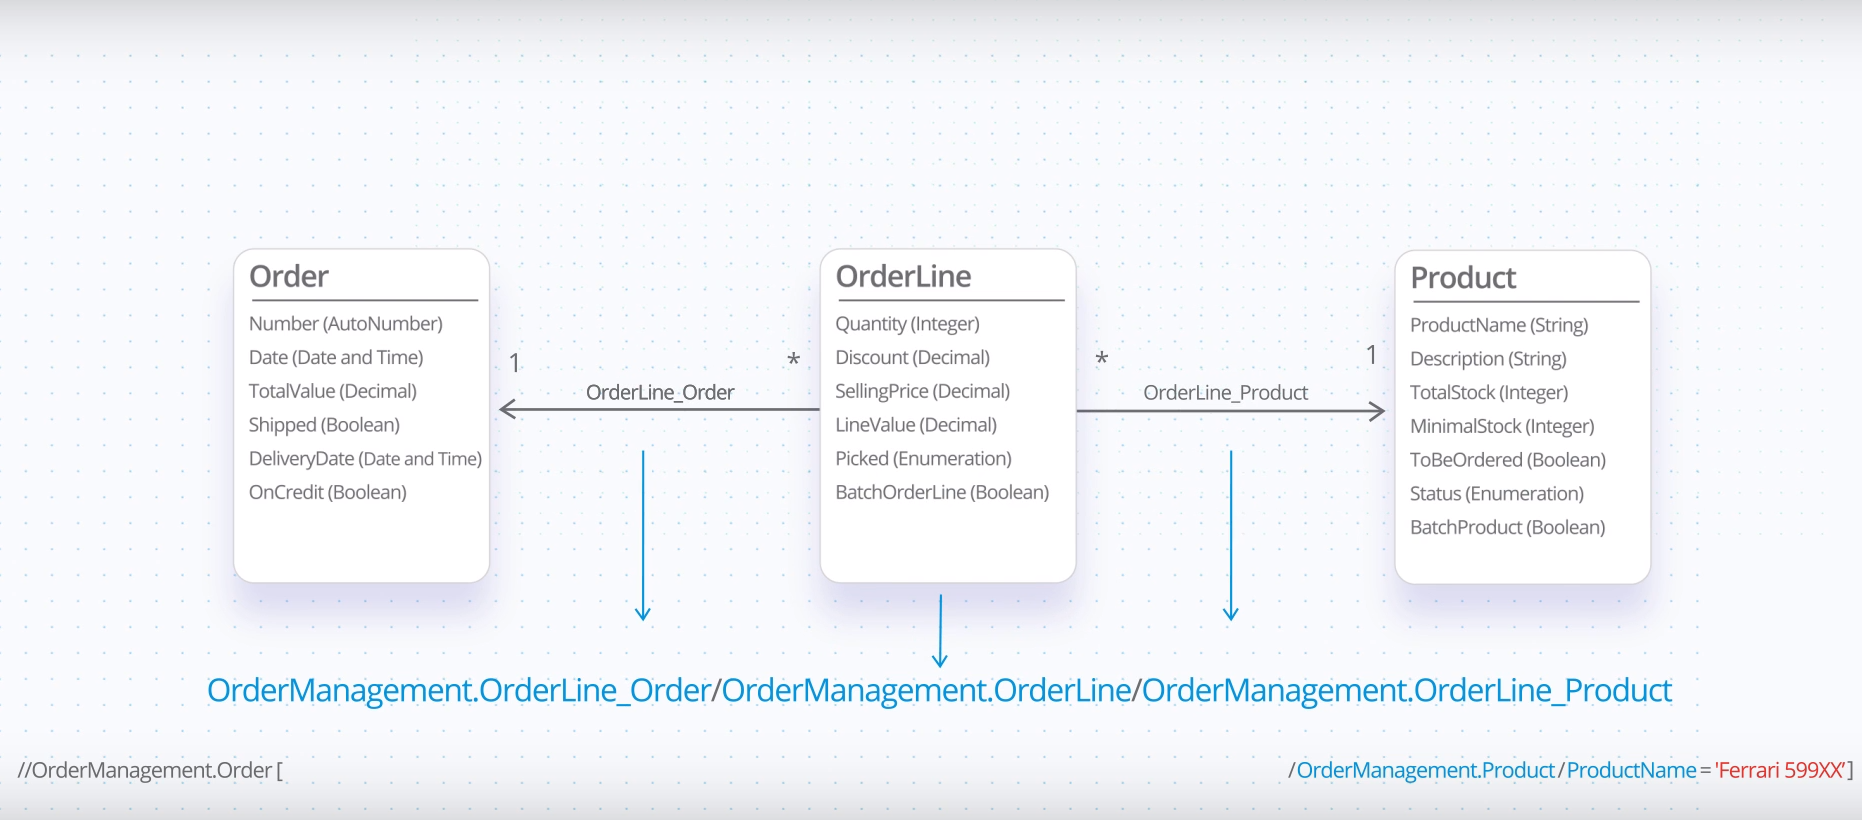 Order
Number (AutoNumber)
Date (Date and Time)
TotalValue (Decimal)
Shipped (Boolean)
DeliveryDate (Date and Time)
OnCredit (Boolean)
1
*
OrderLine_Order
OrderLine
Quantity (Integer)
Discount (Decimal)
SellingPrice (Decimal)
LineValue (Decimal)
Picked (Enumeration)
BatchOrderLine (Boolean)
*
1
OrderLine_Product
Product
ProductName (String)
Description (String)
TotalStock (Integer)
MinimalStock (Integer)
ToBeOrdered (Boolean)
Status (Enumeration)
BatchProduct (Boolean)
OrderManagement.OrderLine_Order/OrderManagement.OrderLine/OrderManagement.OrderLine_Product
//OrderManagement.Order [
/OrderManagement.Product/ProductName = 'Ferrari 599XX' ]